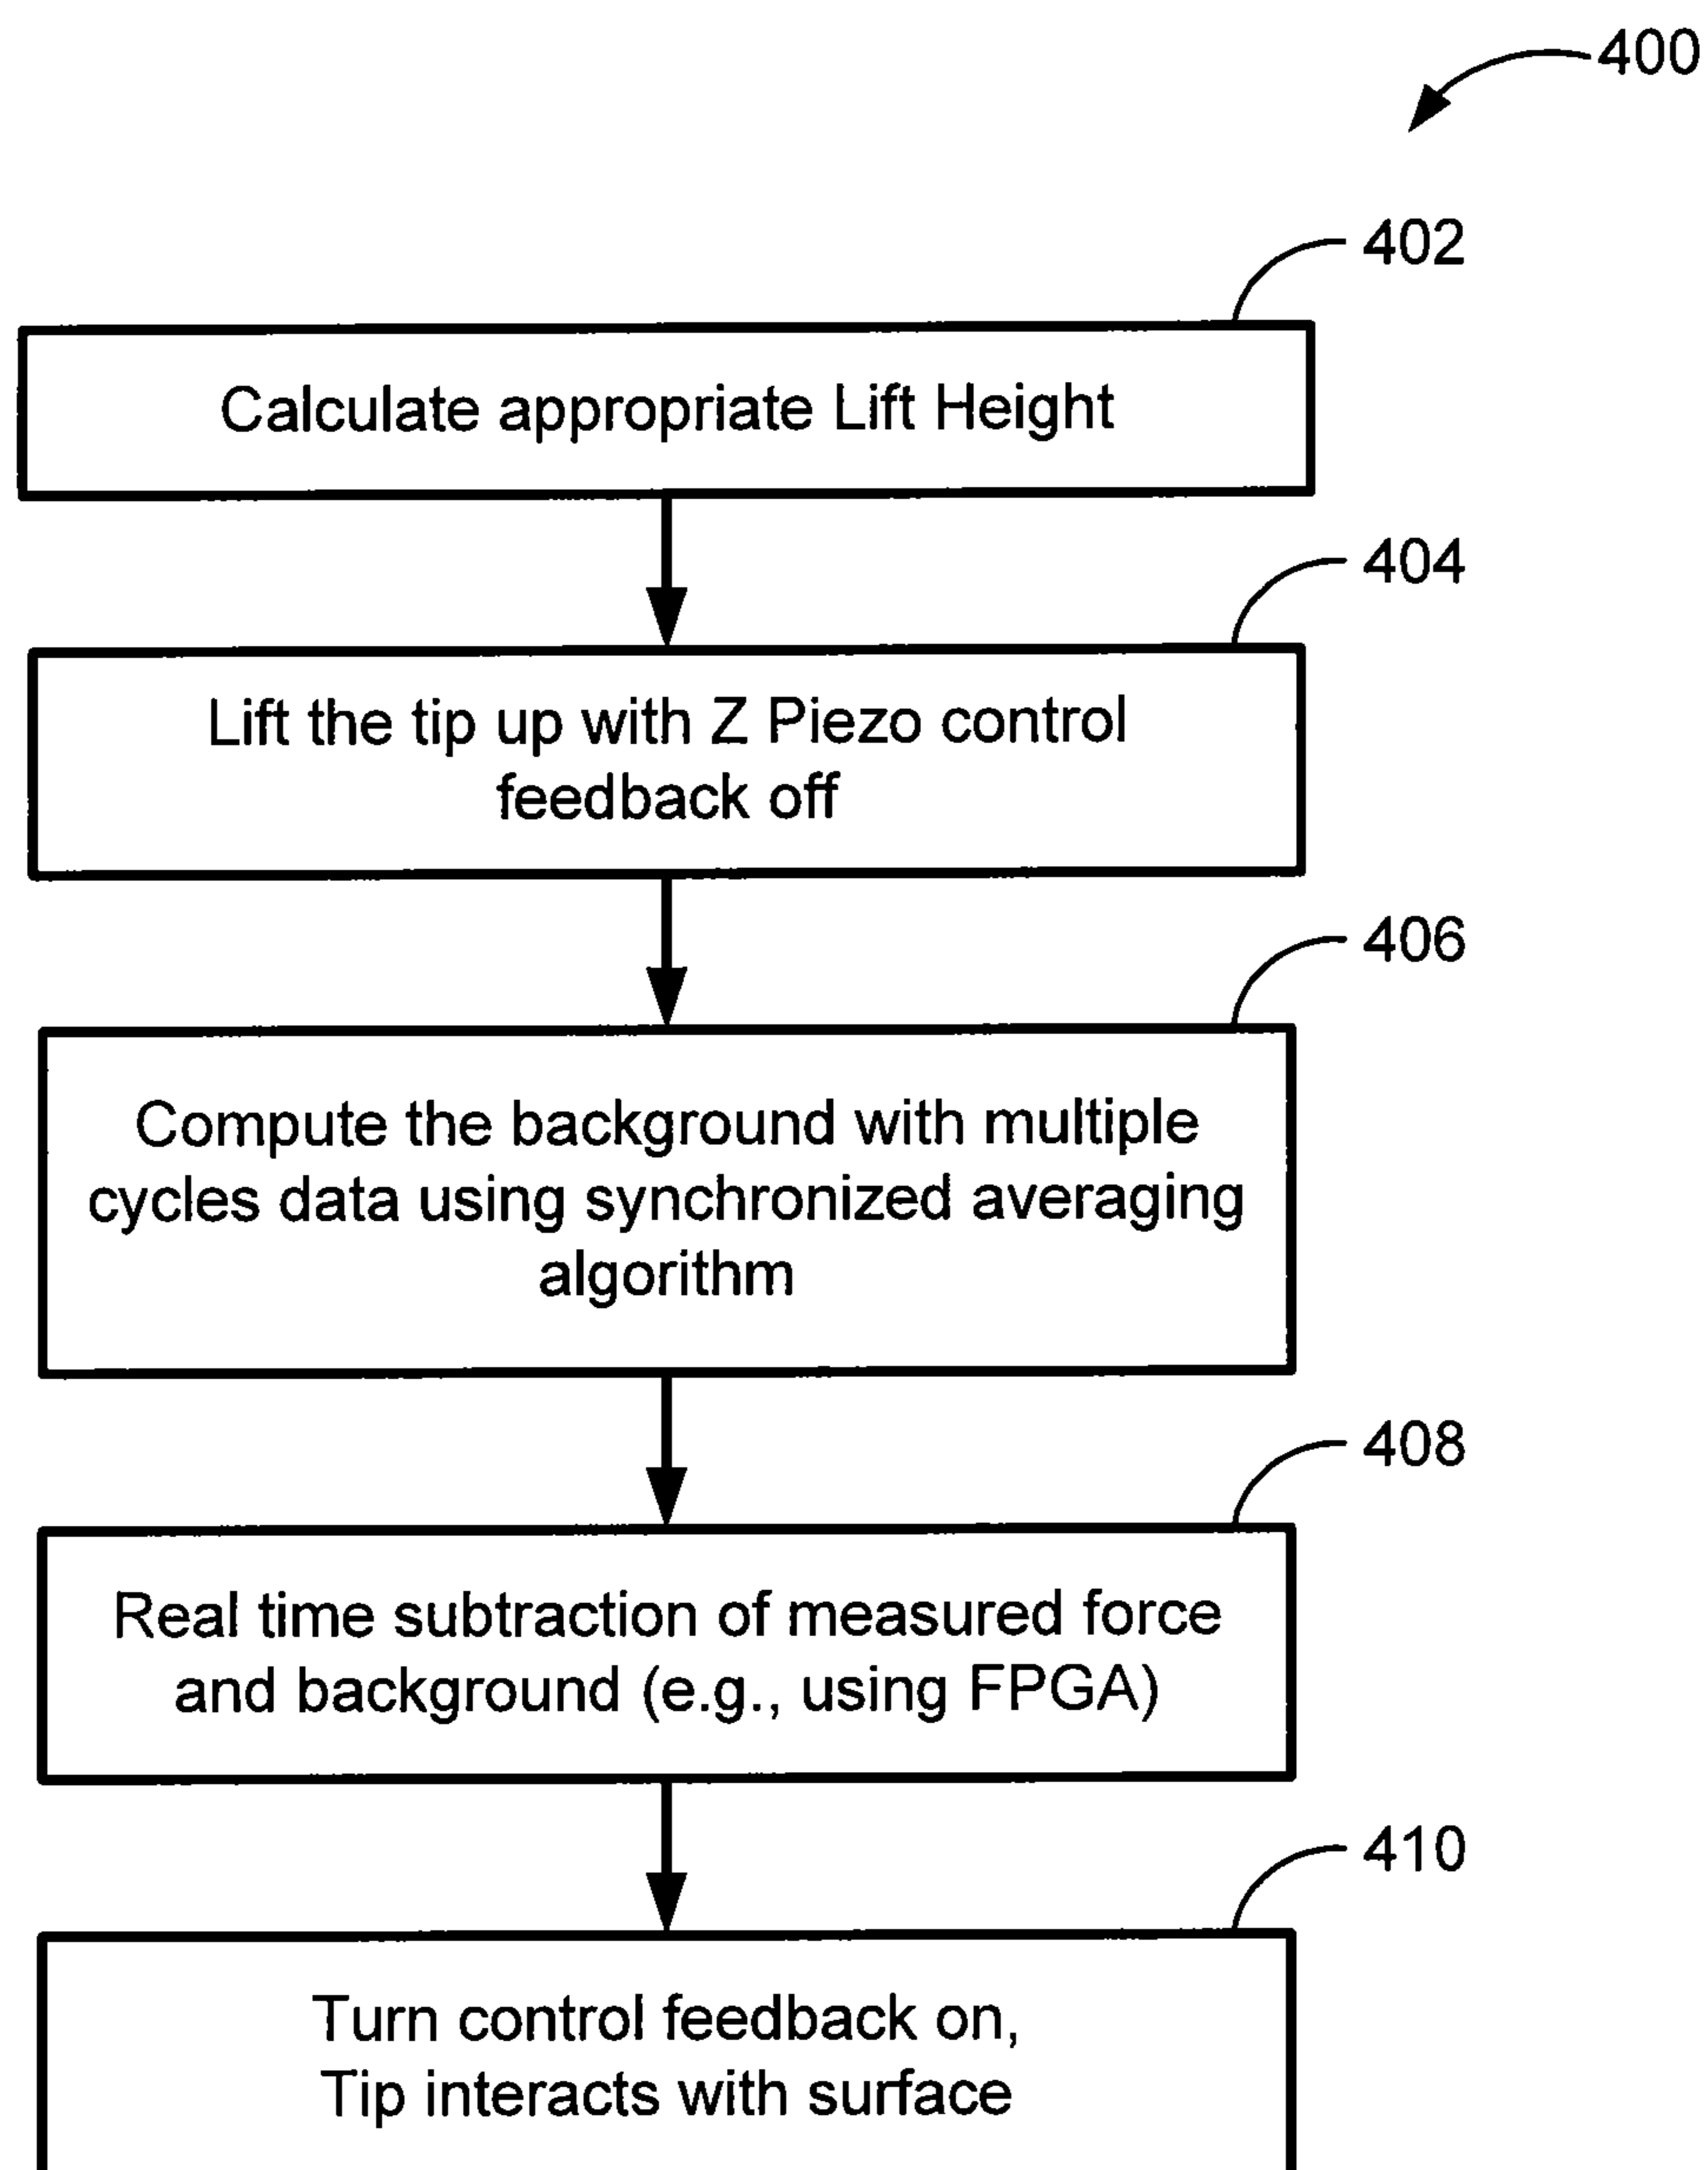 400
402
Calculate appropriate Lift Height
404
Lift the tip up with Z Piezo control
feedback off
406
Compute the background with multiple
cycles data using synchronized averaging
algorithm
408
Real time subtraction of measured force
and background (e.g., using FPGA)
410
Turn control feedback on,
Tip interacts with surface